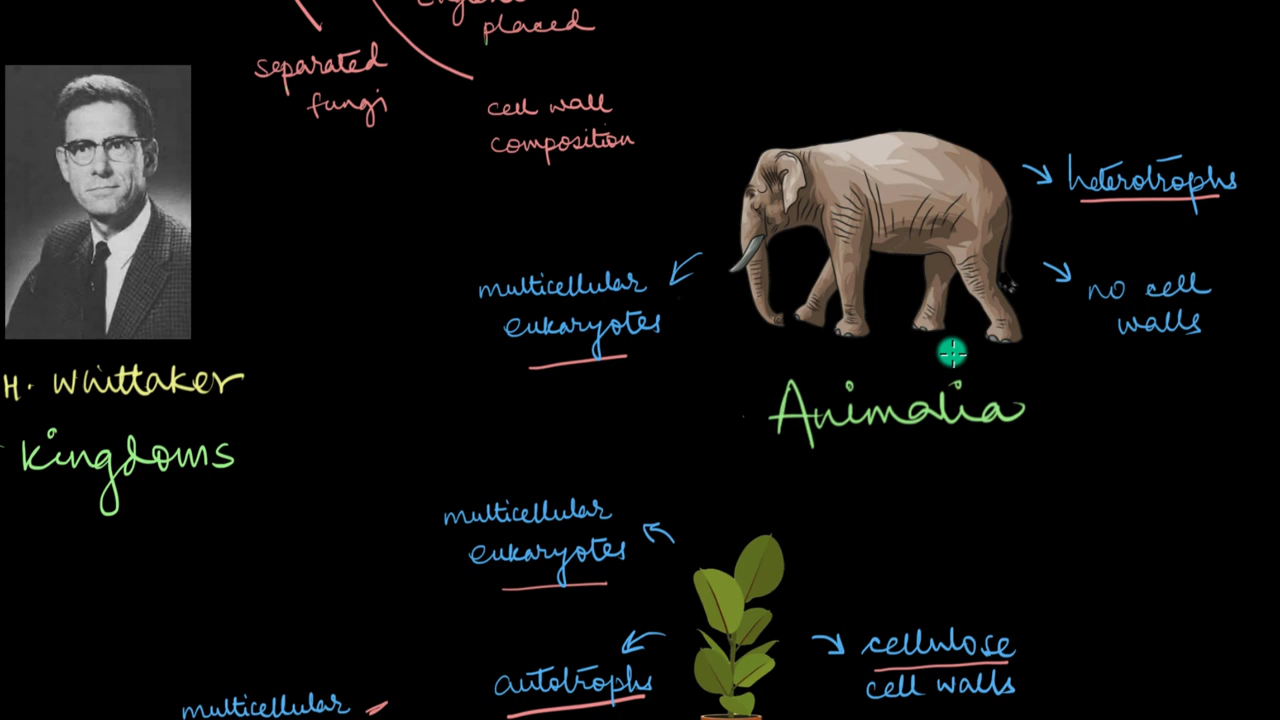 placed
separated
fungi
cell wall
composition
heterotrophs
multicellular
eukaryotes
no cell
walls
H. Whittaker
Kingdoms
Animalia
multicellular
eukaryotes
autotrophs
cellulose
cell walls
multicellular